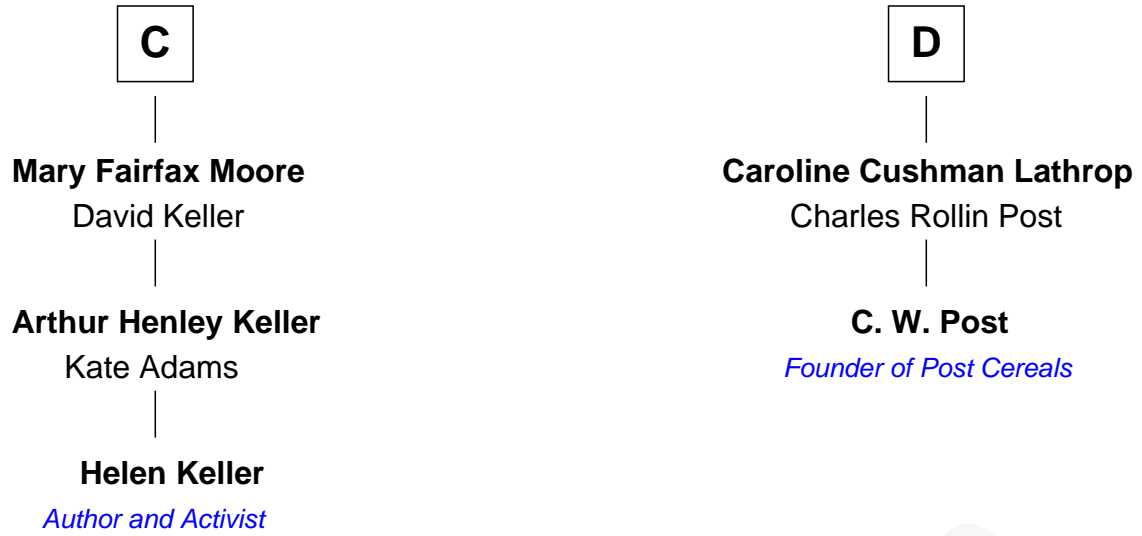 C
Mary Fairfax Moore
David Keller
Arthur Henley Keller
Kate Adams
Helen Keller
Author and Activist
D
Caroline Cushman Lathrop
Charles Rollin Post
C. W. Post
Founder of Post Cereals